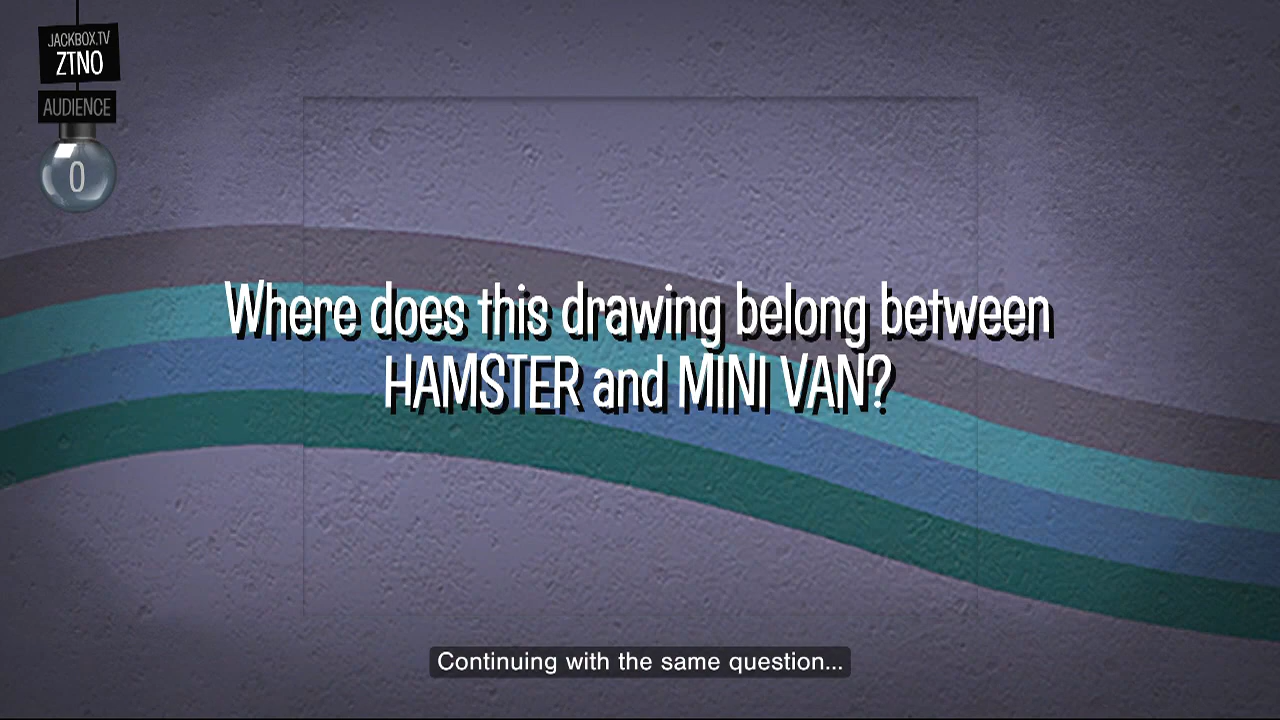 JACKBOX.TV
ZTNO
AUDIENCE
0
Where does this drawing belong between
HAMSTER and MINI VAN?
Continuing with the same question...